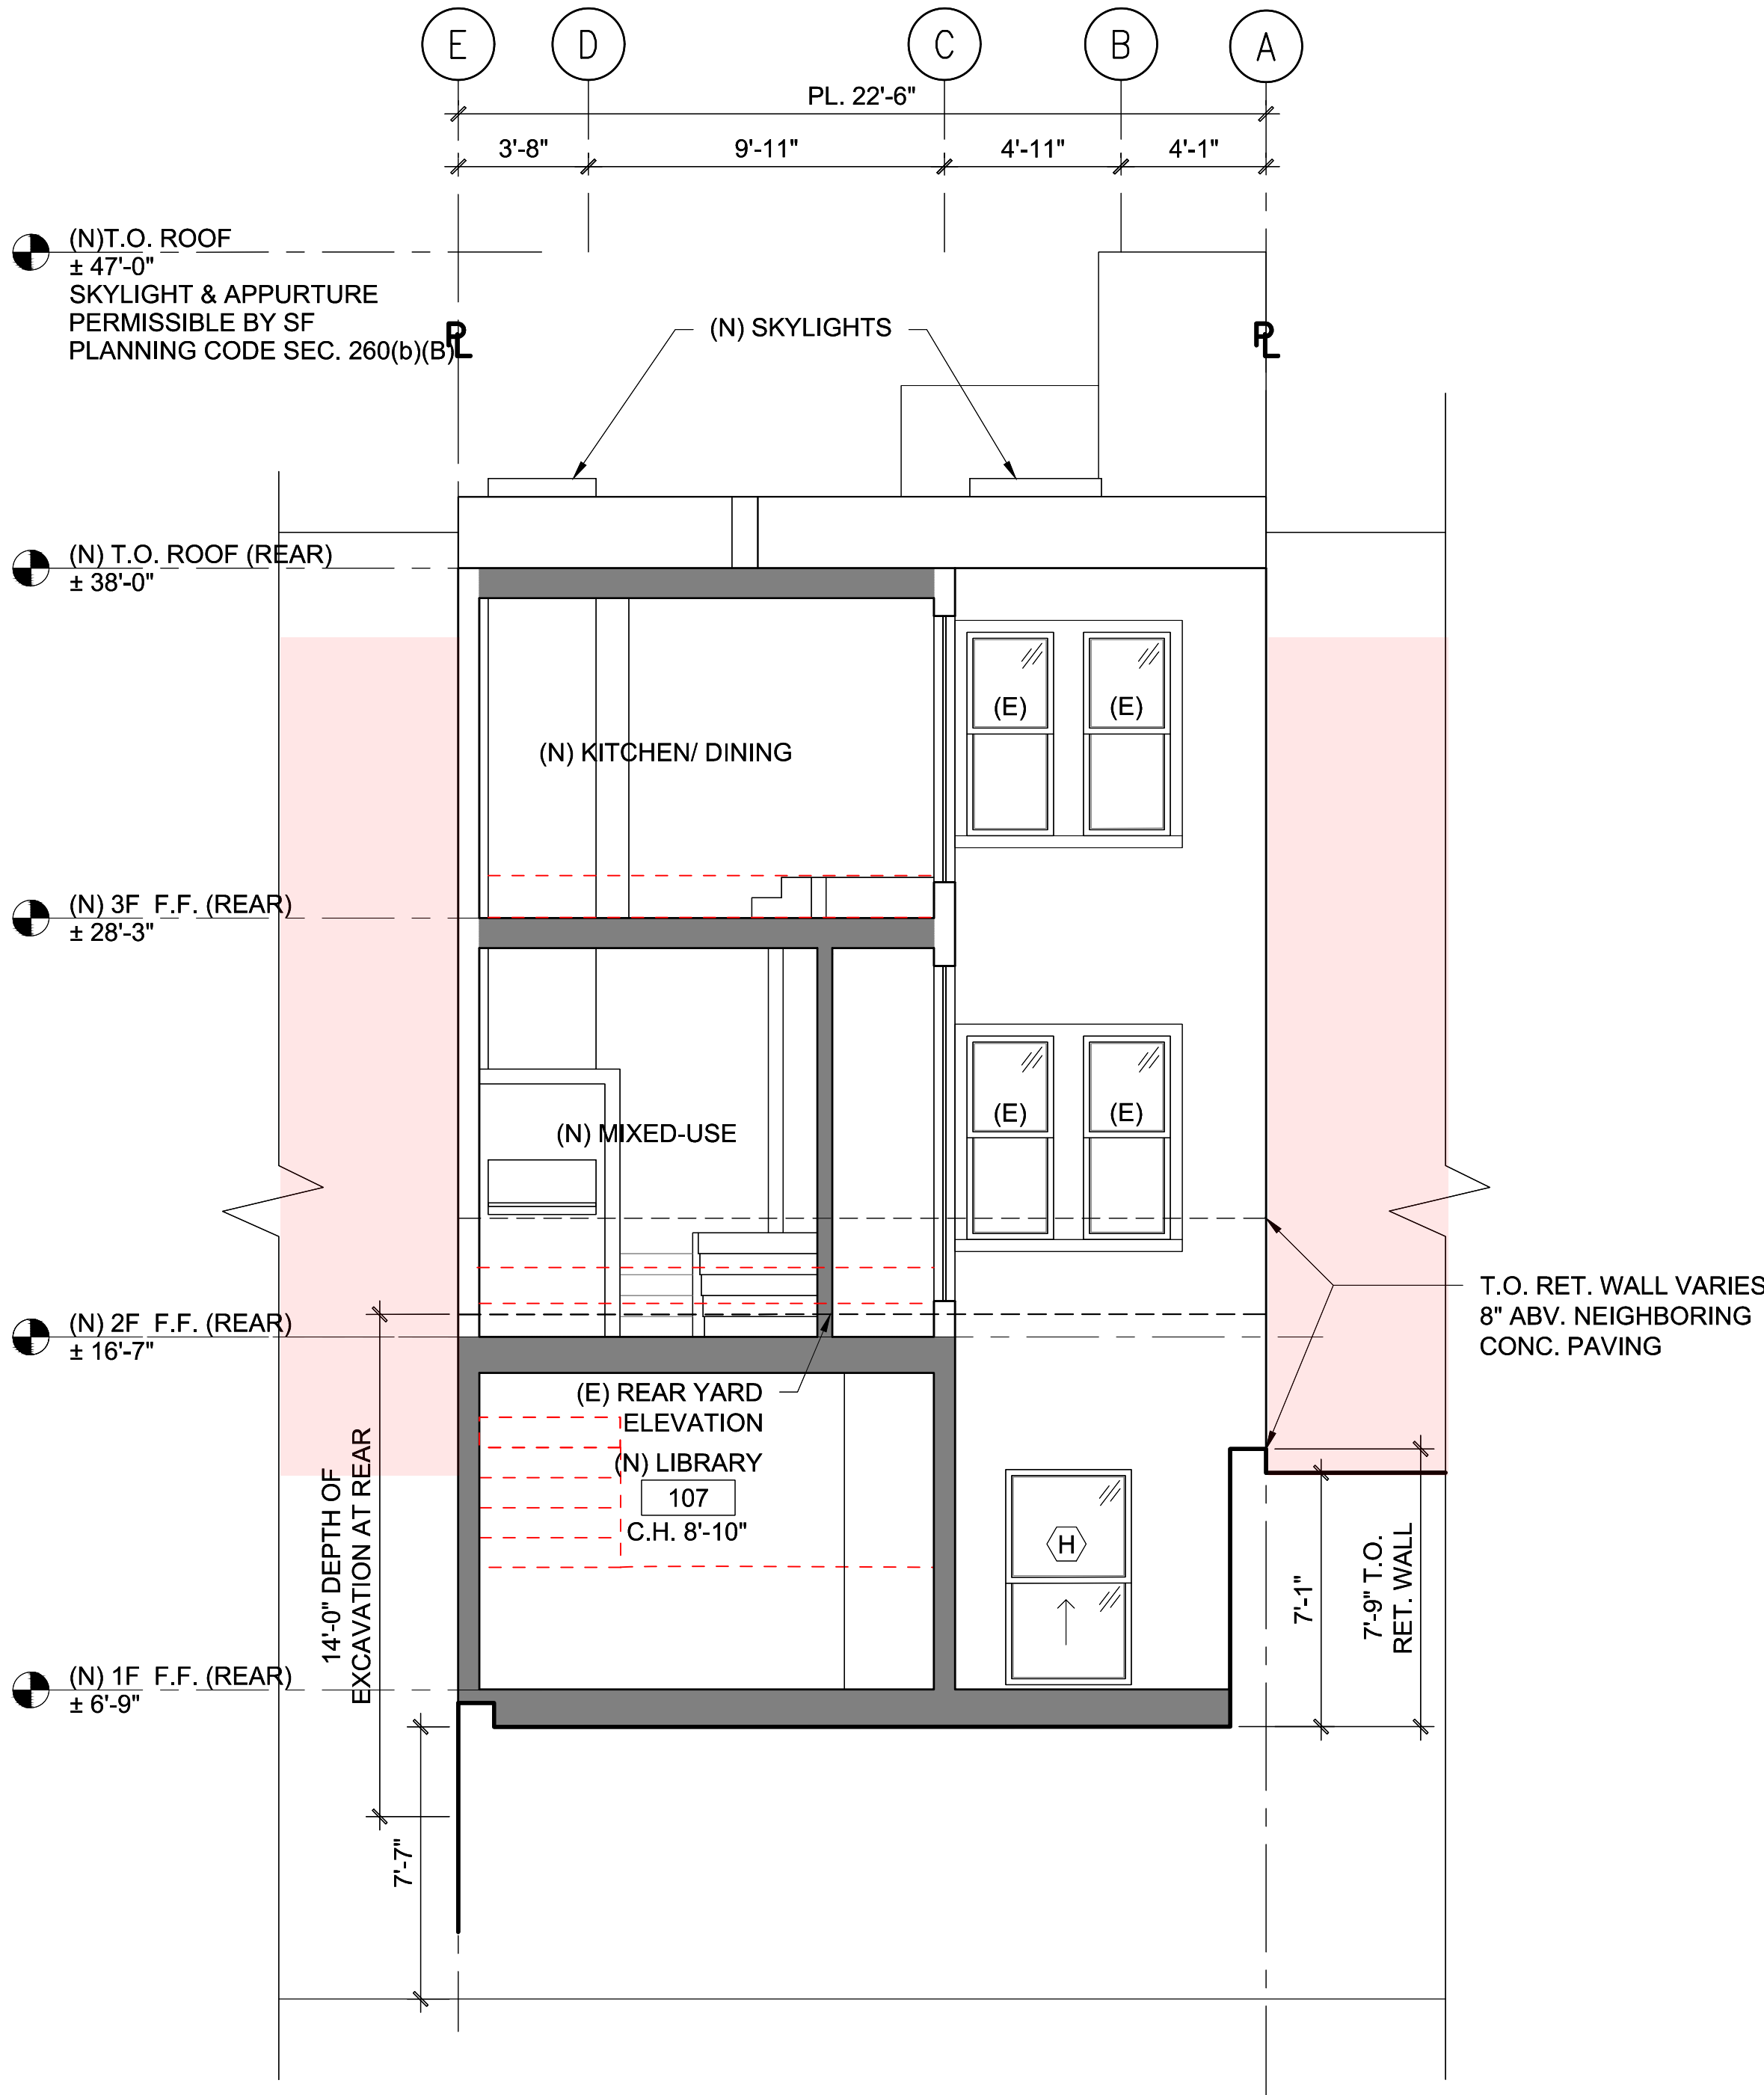 E D C B A
PL. 22'-6"
3'-8" 9'-11" 4'-11" 4'-1"
(N)T.O. ROOF
± 47'-0"
SKYLIGHT & APPURTURE
PERMISSIBLE BY SF
PLANNING CODE SEC. 260(b)(B)
PL PL
(N) SKYLIGHTS
(N) T.O. ROOF (REAR)
± 38'-0"
(E) (E)
(N) KITCHEN/ DINING
(N) 3F F.F. (REAR)
± 28'-3"
(E) (E)
(N) MIXED-USE
T.O. RET. WALL VARIES
8" ABV. NEIGHBORING
CONC. PAVING
(N) 2F F.F. (REAR)
± 16'-7"
(E) REAR YARD
ELEVATION
(N) LIBRARY
107
C.H. 8'-10"
H
14'-0" DEPTH OF
EXCAVATION AT REAR
7'-1"
7'-9" T.O.
RET. WALL
(N) 1F F.F. (REAR)
± 6'-9"
7'-7"